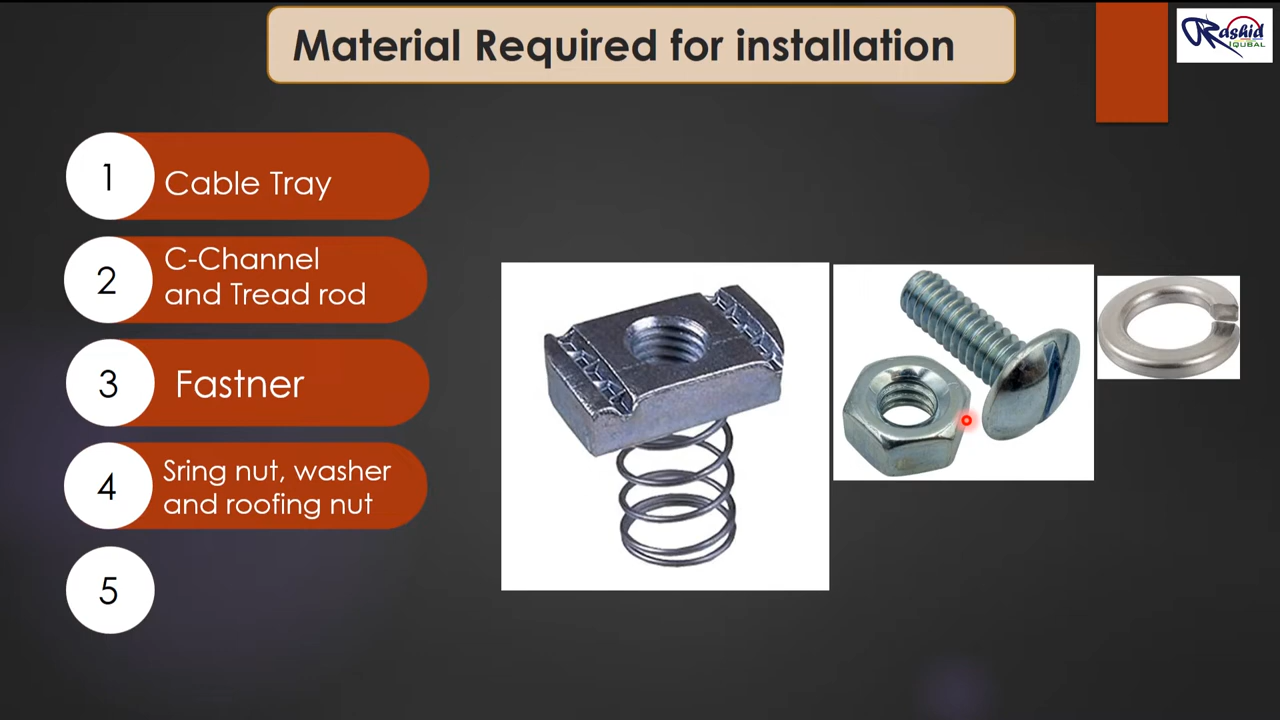 Material Required for installation
Rashid
IQUBAL
1
Cable Tray
2
C-Channel
and Tread rod
3
Fastner
4
Sring nut, washer
and roofing nut
5